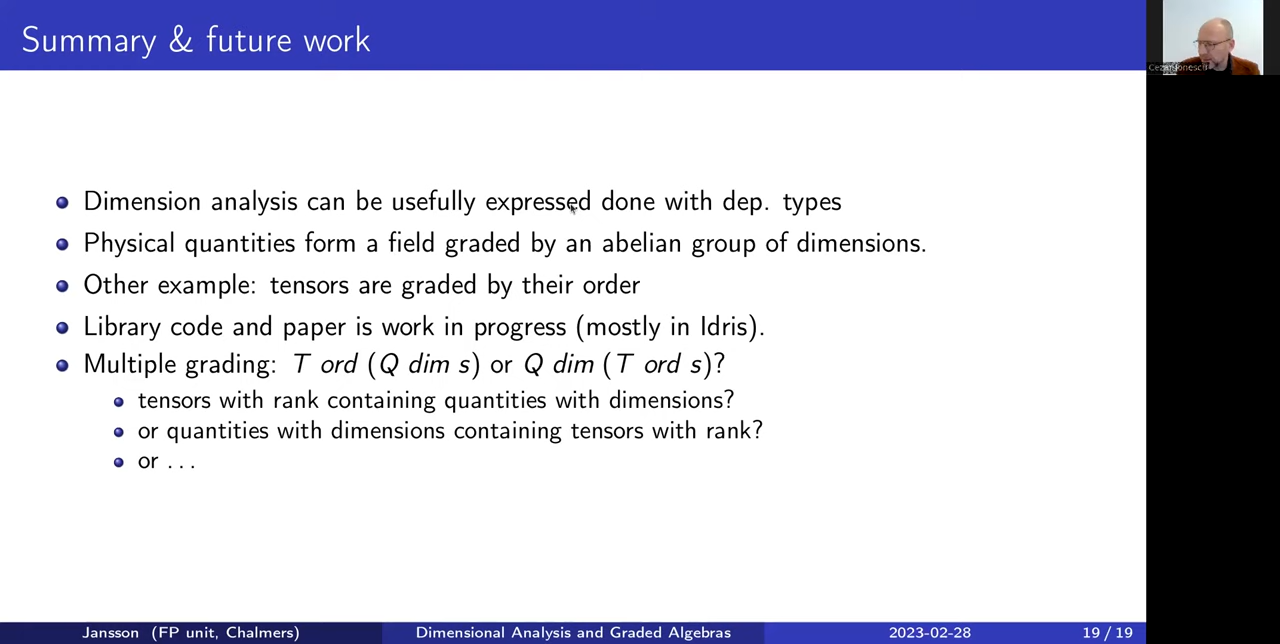 Summary & future work
Dimension analysis can be usefully expressed done with dep. types
Physical quantities form a field graded by an abelian group of dimensions.
Other example: tensors are graded by their order
Library code and paper is work in progress (mostly in Idris).
Multiple grading: T ord (Q dim s) or Q dim (T ord s)?
tensors with rank containing quantities with dimensions?
or quantities with dimensions containing tensors with rank?
or . . .
Jansson (FP unit, Chalmers) Dimensional Analysis and Graded Algebras 2023-02-28 19 / 19